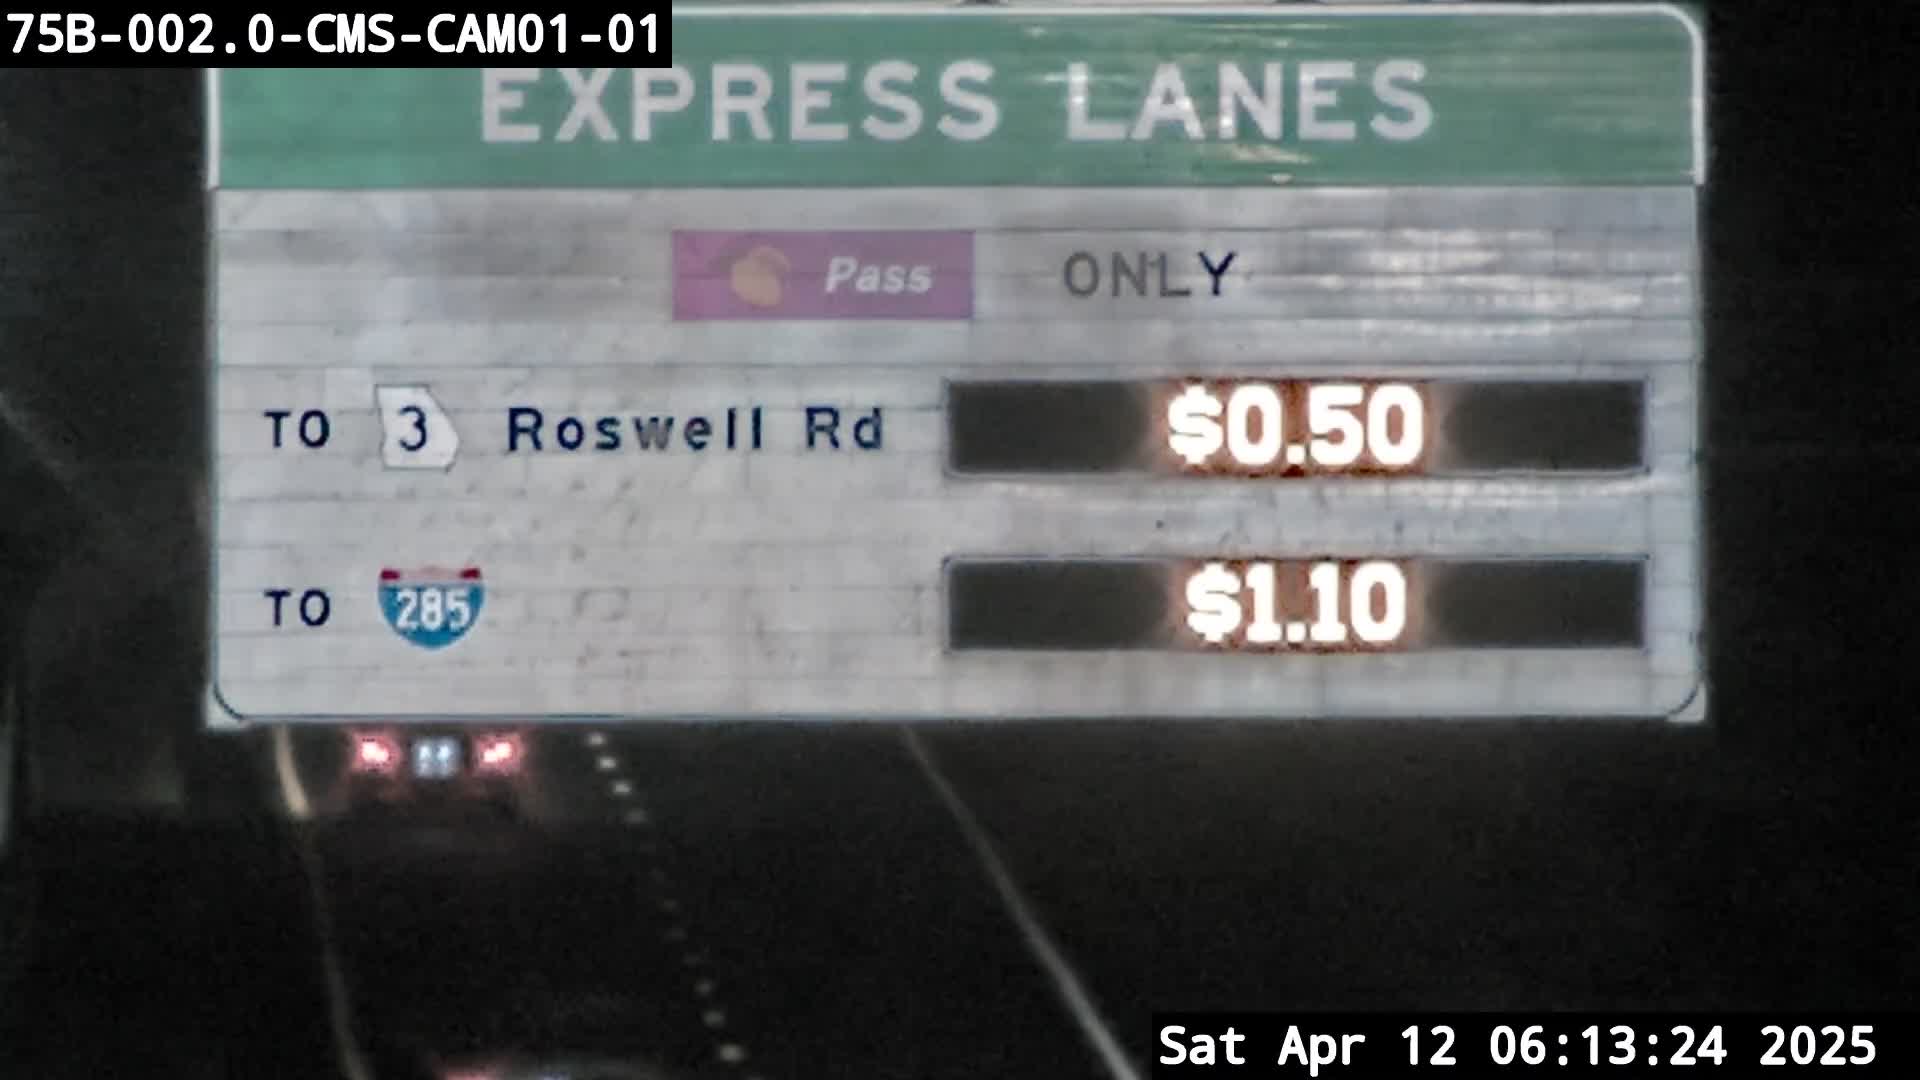 75B-002.0-CMS-CAM01-01
EXPRESS LANES
Pass ONLY
TO 3 Roswell Rd $0.50
TO 285 $1.10
Sat Apr 12 06:13:24 2025